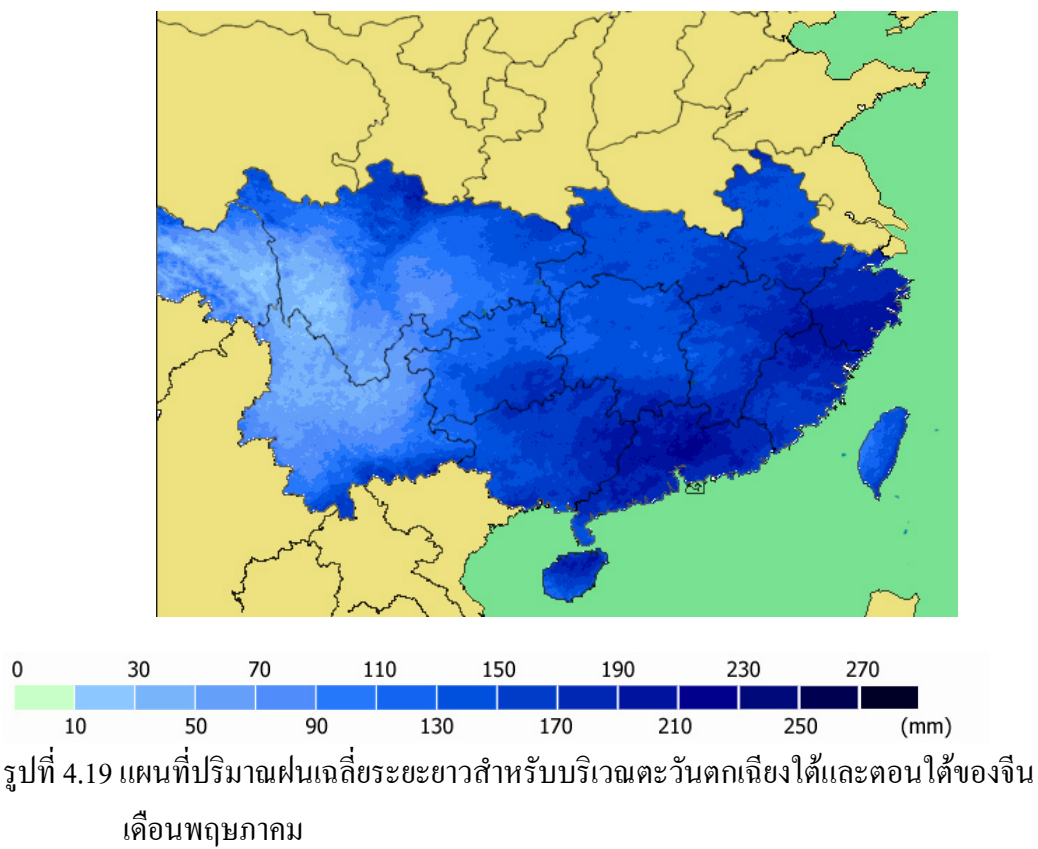 0 30 70 110 150 190 230 270
10 50 90 130 170 210 250 (mm)
รูปที่ 4.19 แผนที่ปริมาณฝนเฉลี่ยระยะยาวสำหรับบริเวณตะวันตกเฉียงใต้และตอนใต้ของจีน
เดือนพฤษภาคม